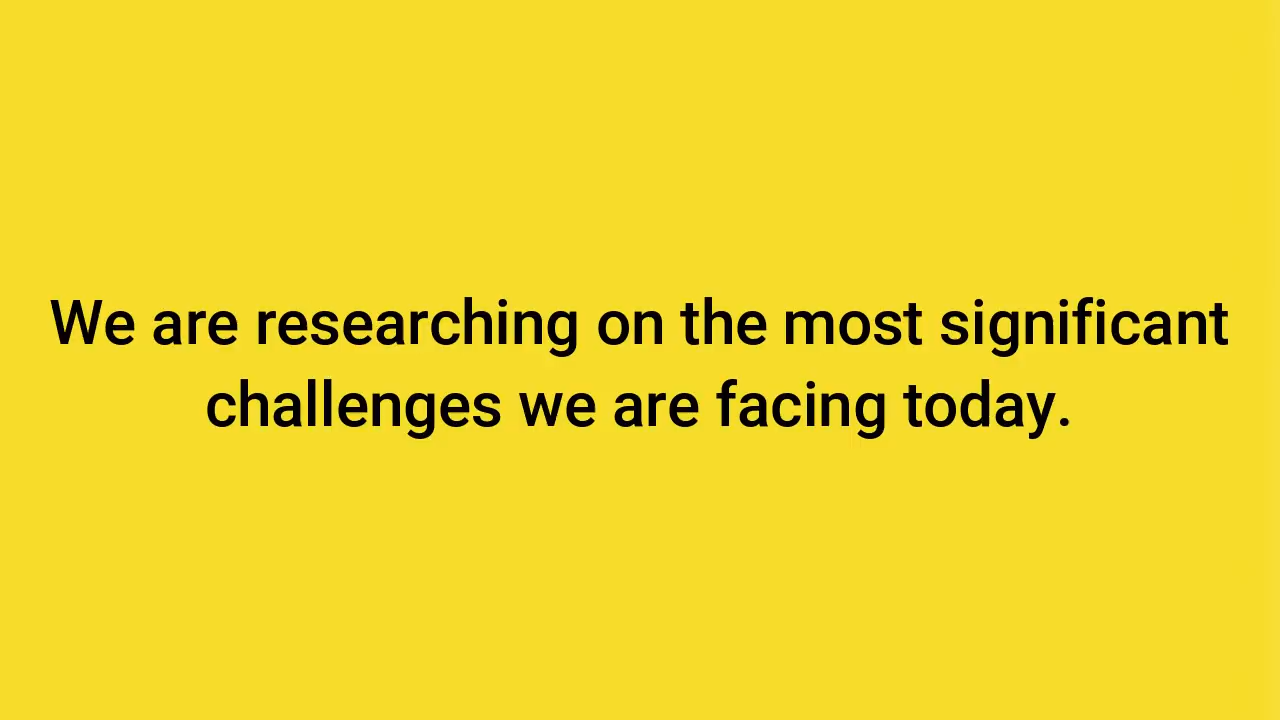 We are researching on the most significant
challenges we are facing today.